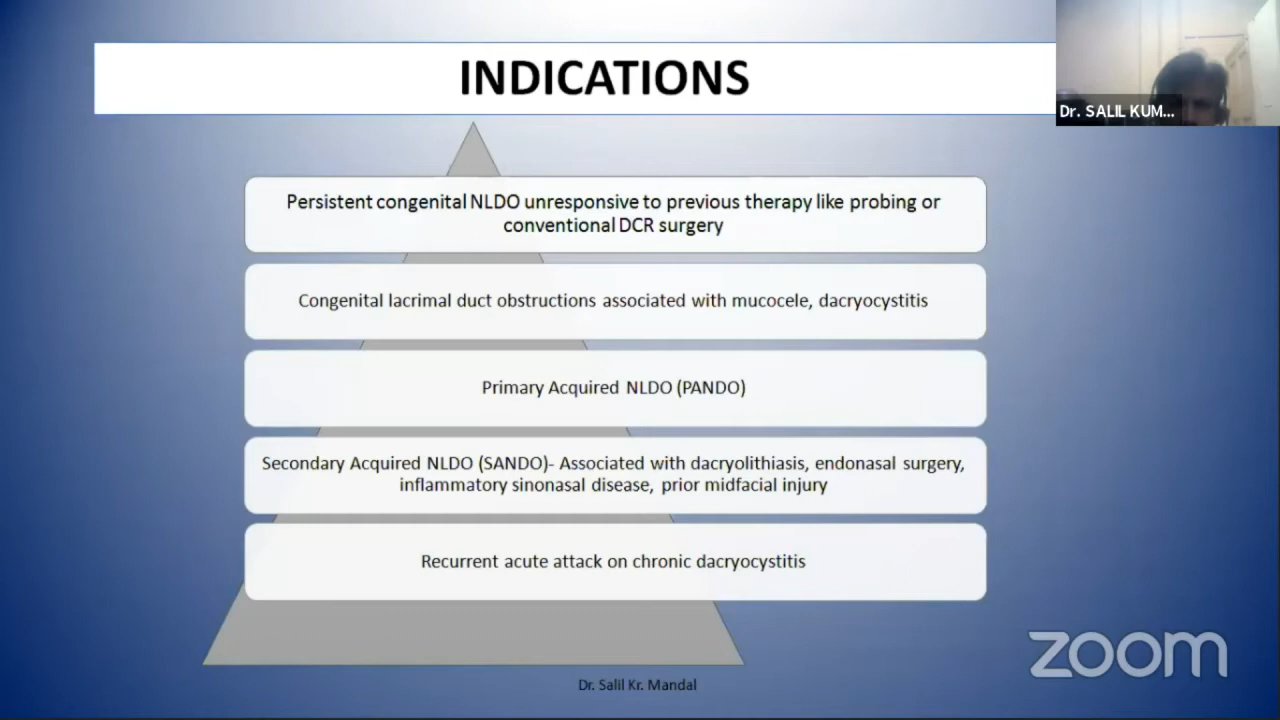 INDICATIONS
Dr. SALIL KUM...
Persistent congenital NLDO unresponsive to previous therapy like probing or
conventional DCR surgery
Congenital lacrimal duct obstructions associated with mucocele, dacryocystitis
Primary Acquired NLDO (PANDO)
Secondary Acquired NLDO (SANDO)- Associated with dacryolithiasis, endonasal surgery,
inflammatory sinonasal disease, prior midfacial injury
Recurrent acute attack on chronic dacryocystitis
zoom
Dr. Salil Kr. Mandal